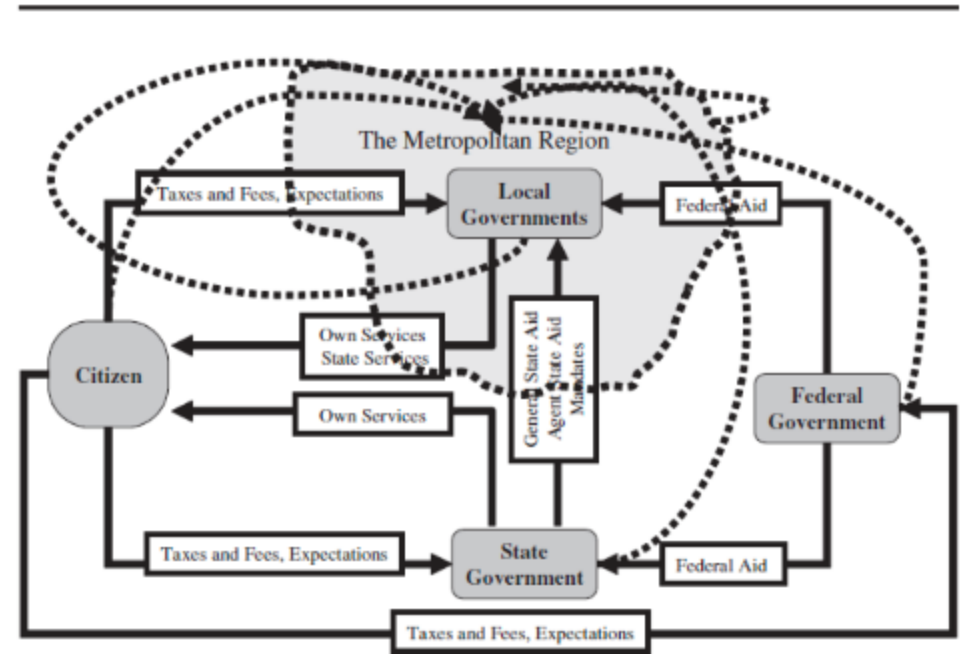 The Metropolitan Region
Taxes and Fees, Expectations
Local
Governments
Federal Aid
Own Services
State Services
General State Aid
Agent State Aid
Mandates
Citizen
Own Services
Federal
Government
Taxes and Fees, Expectations
State
Government
Federal Aid
Taxes and Fees, Expectations